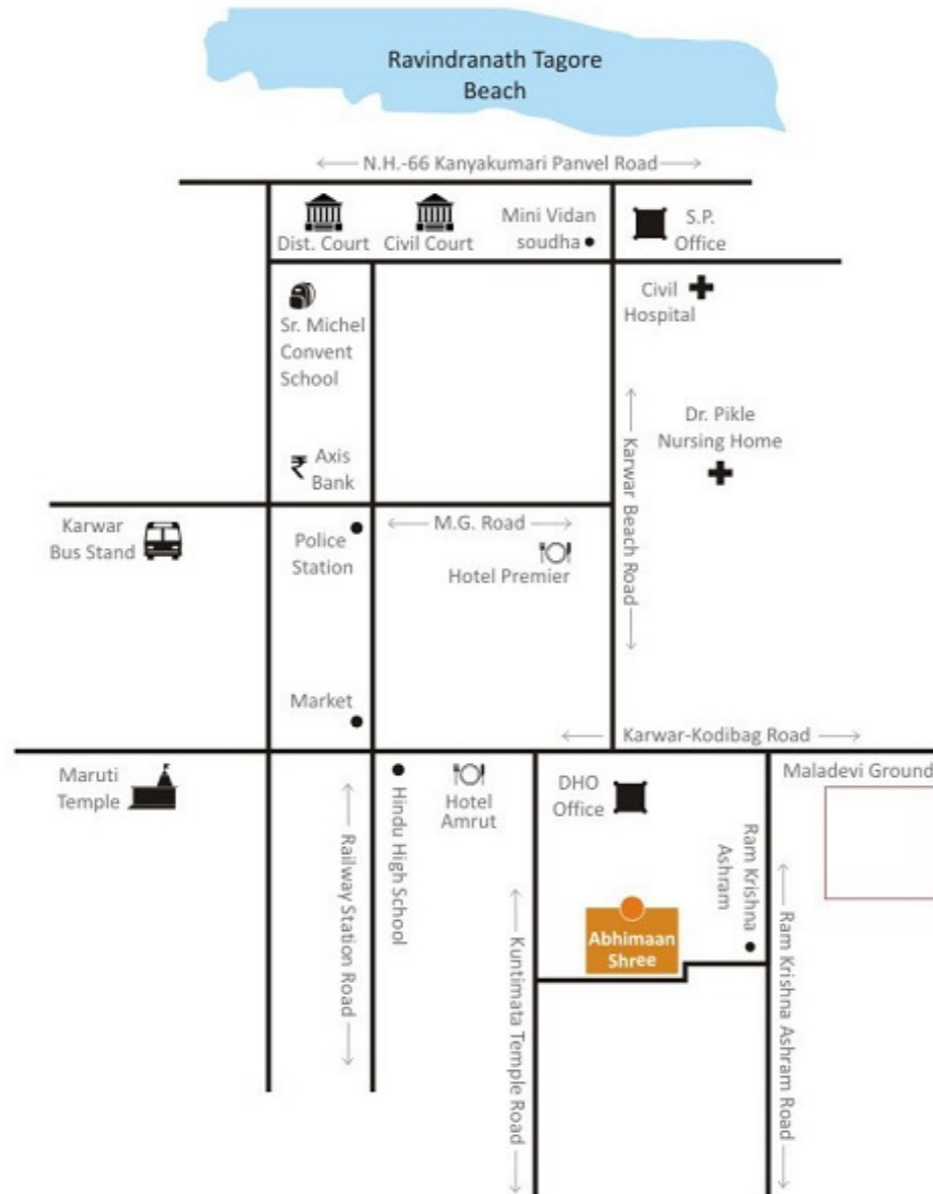 Ravindranath Tagore
Beach
N.H.-66 Kanyakumari Panvel Road
Dist. Court
Civil Court
Mini Vidan
soudha
S.P.
Office
Civil
Hospital
Sr. Michel
Convent
School
Dr. Pikle
Nursing Home
Karwar Beach Road
₹ Axis
Bank
Karwar
Bus Stand
Police
Station
M.G. Road
Hotel Premier
Market
Karwar-Kodibag Road
Maruti
Temple
Railway Station Road
Hindu High School
Hotel
Amrut
Kuntimata Temple Road
DHO
Office
Ram Krishna
Ashram
Maladevi Ground
Ram Krishna Ashram Road
Abhimaan
Shree